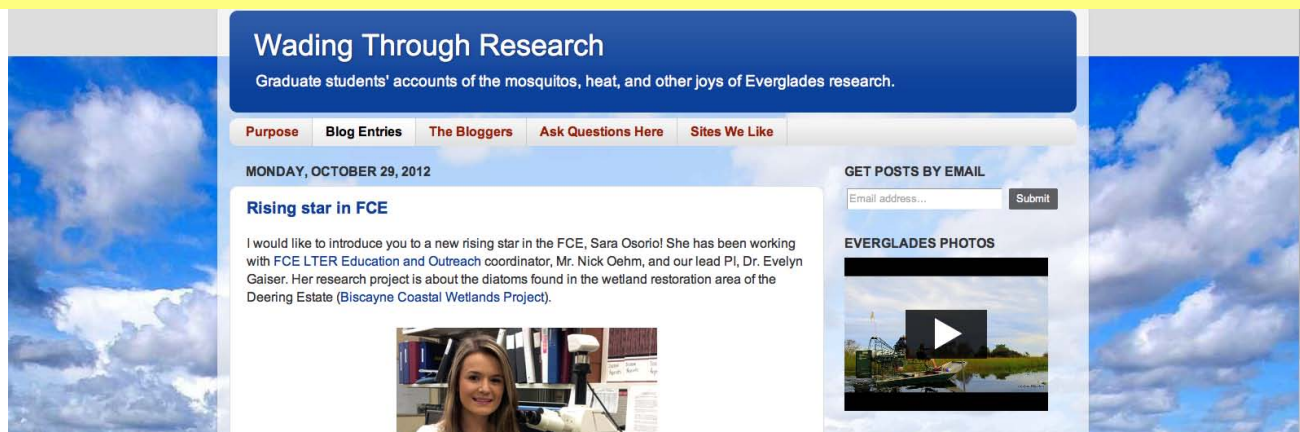 Wading Through Research
Graduate students' accounts of the mosquitos, heat, and other joys of Everglades research.
Purpose Blog Entries The Bloggers Ask Questions Here Sites We Like
MONDAY, OCTOBER 29, 2012
Rising star in FCE
I would like to introduce you to a new rising star in the FCE, Sara Osorio! She has been working
with FCE LTER Education and Outreach coordinator, Mr. Nick Oehm, and our lead PI, Dr. Evelyn
Gaiser. Her research project is about the diatoms found in the wetland restoration area of the
Deering Estate (Biscayne Coastal Wetlands Project).
GET POSTS BY EMAIL
Email address... Submit
EVERGLADES PHOTOS